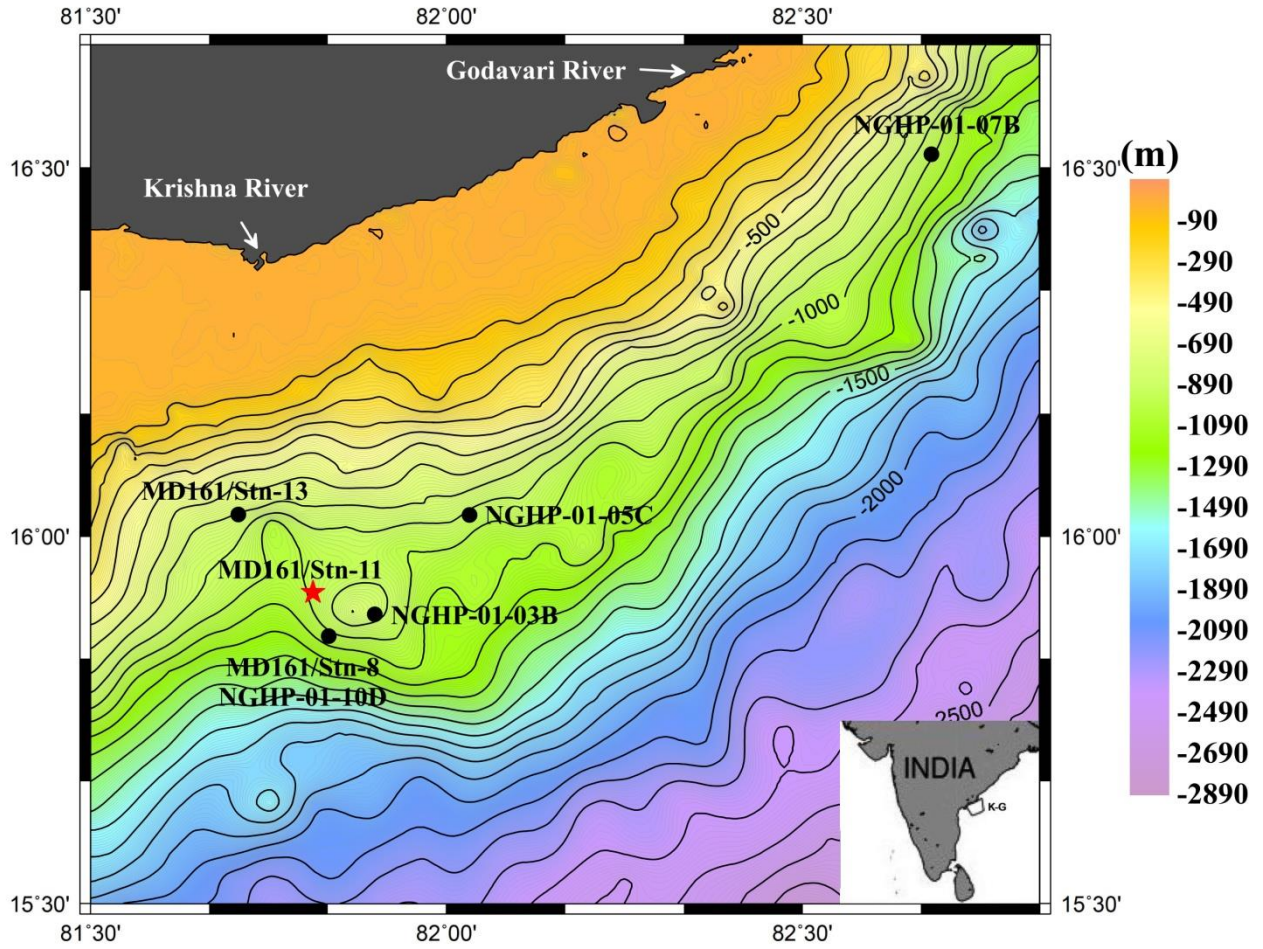 81˚30'
82˚00'
82˚30'
Godavari River
NGHP-01-07B
(m)
16˚30'
16˚30'
Krishna River
-90
-290
-490
-690
-890
-1090
-1290
-1490
-1690
-1890
-2090
-2290
-2490
-2690
-2890
-500
-1000
-1500
-2000
MD161/Stn-13
NGHP-01-05C
16˚00'
16˚00'
MD161/Stn-11
NGHP-01-03B
MD161/Stn-8
NGHP-01-10D
-2500
INDIA
K-G
15˚30'
15˚30'
81˚30'
82˚00'
82˚30'